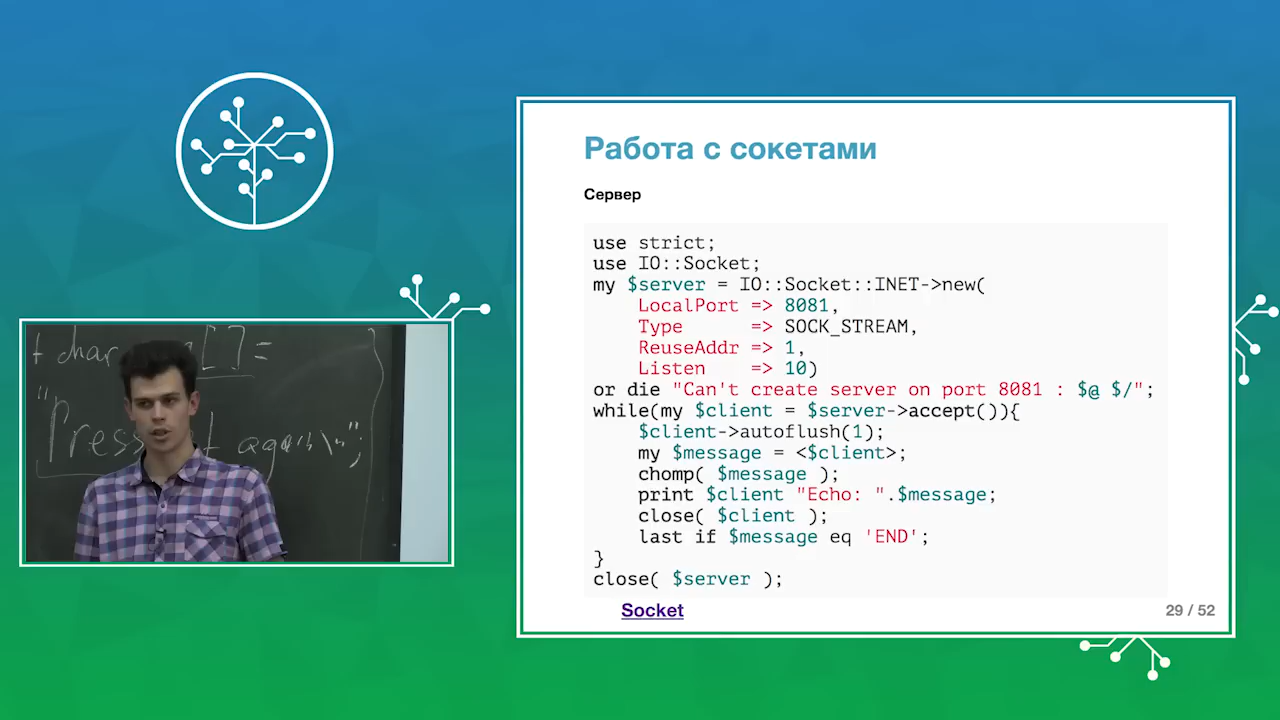 Работа с сокетами
Сервер
use strict;
use IO::Socket;
my $server = IO::Socket::INET->new(
    LocalPort => 8081,
    Type      => SOCK_STREAM,
    ReuseAddr => 1,
    Listen    => 10)
or die "Can't create server on port 8081 : $@ $/";
while(my $client = $server->accept()){
    $client->autoflush(1);
    my $message = <$client>;
    chomp( $message );
    print $client "Echo: ".$message;
    close( $client );
    last if $message eq 'END';
}
close( $server );
Socket
29 / 52
char []=
"Press